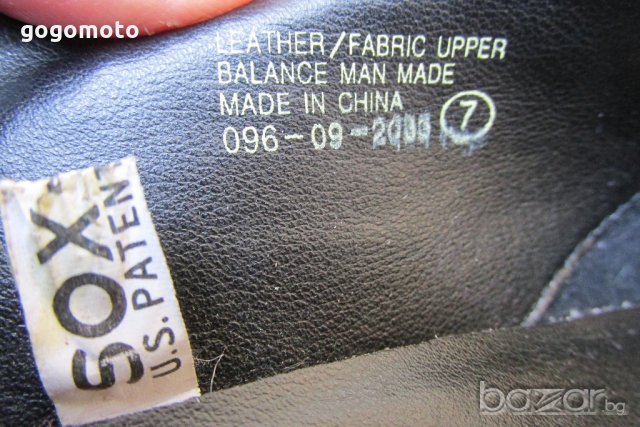 gogomoto
LEATHER/FABRIC UPPER
BALANCE MAN MADE
MADE IN CHINA
7
096-09-
SOX
U.S. PATEN
bazar.bg